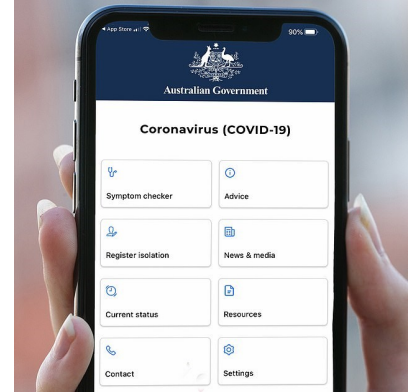 App Store
90%
Australian Government
Coronavirus (COVID-19)
Symptom checker
Advice
Register isolation
News & media
Current status
Resources
Contact
Settings